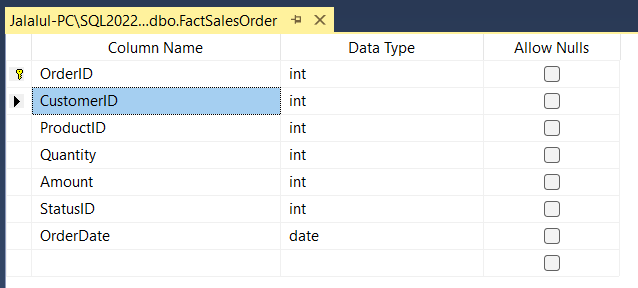 Jalalul-PC\SQL2022...dbo.FactSalesOrder
Column Name Data Type Allow Nulls
OrderID int
CustomerID int
ProductID int
Quantity int
Amount int
StatusID int
OrderDate date